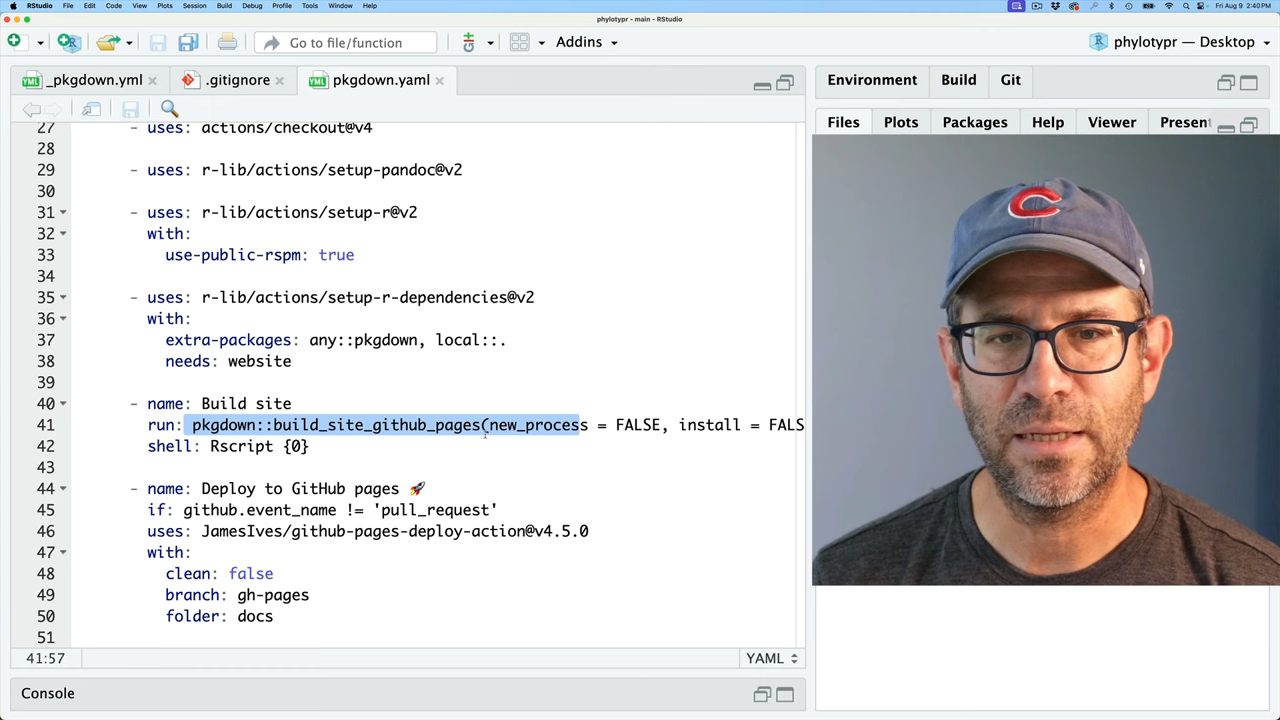 RStudio File Edit Code View Plots Session Build Debug Profile Tools Window Help Fri Aug 9 2:40 PM
phylotypr - main - RStudio
Go to file/function Addins phylotypr — Desktop
_pkgdown.yml .gitignore pkgdown.yaml
Environment Build Git
Files Plots Packages Help Viewer Present
27 - uses: actions/checkout@v4
28
29 - uses: r-lib/actions/setup-pandoc@v2
30
31 - uses: r-lib/actions/setup-r@v2
32 with:
33 use-public-rspm: true
34
35 - uses: r-lib/actions/setup-r-dependencies@v2
36 with:
37 extra-packages: any::pkgdown, local::.
38 needs: website
39
40 - name: Build site
41 run: pkgdown::build_site_github_pages(new_process = FALSE, install = FALS
42 shell: Rscript {0}
43
44 - name: Deploy to GitHub pages 🚀
45 if: github.event_name != 'pull_request'
46 uses: JamesIves/github-pages-deploy-action@v4.5.0
47 with:
48 clean: false
49 branch: gh-pages
50 folder: docs
51
41:57 YAML
Console